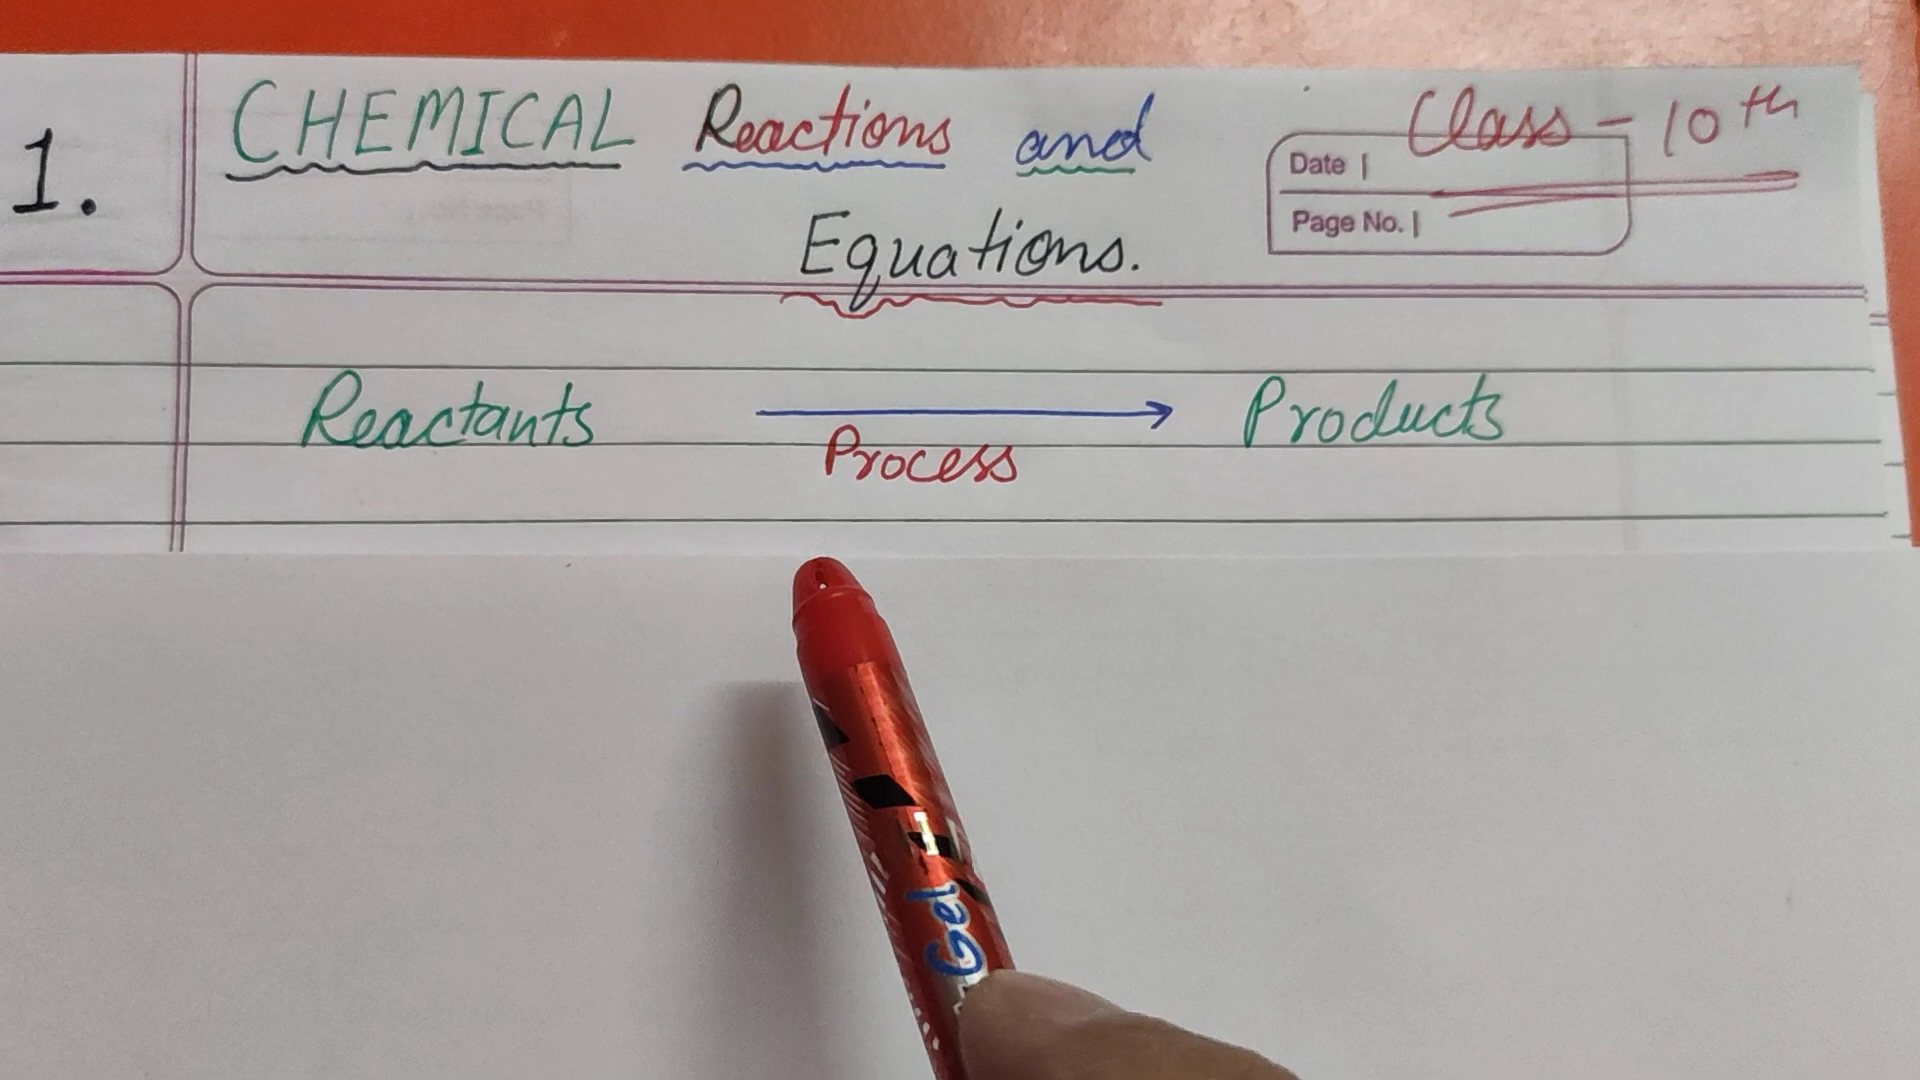 1.
CHEMICAL Reactions and
Equations.
Class - 10th
Date
Page No.
Reactants → Products
Process
Gel